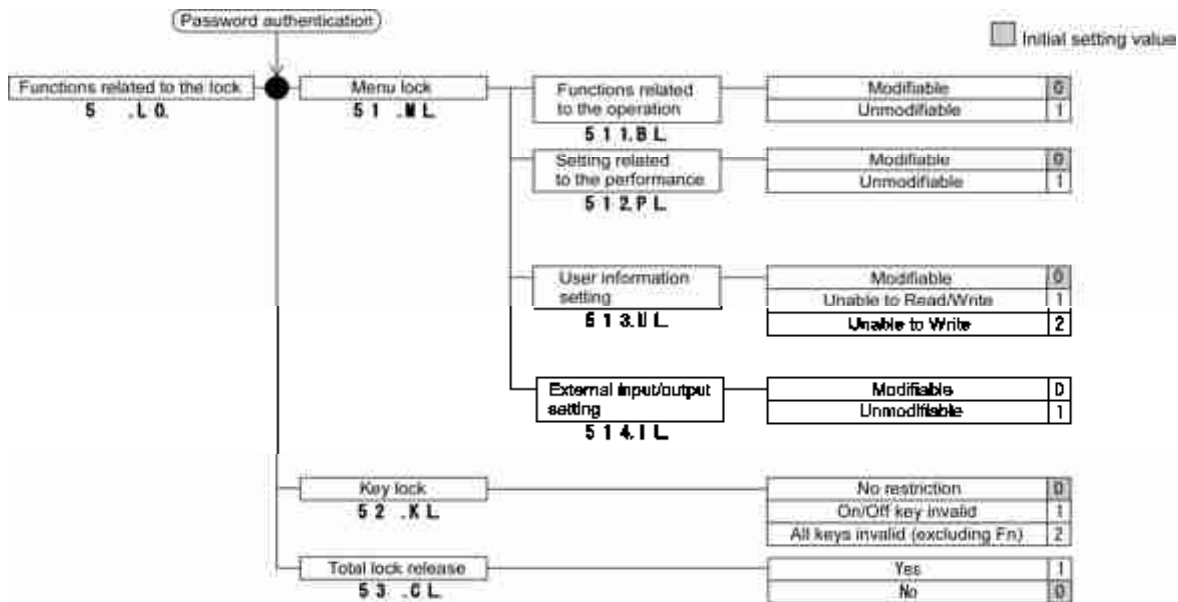 Password authentication
Initial setting value
Functions related to the lock
5 .L O.
Menu lock
5 1 .M L.
Functions related
to the operation
5 1 1.B L.
Modifiable 0
Unmodifiable 1
Setting related
to the performance
5 1 2.P L.
Modifiable 0
Unmodifiable 1
User information
setting
5 1 3.U L.
Modifiable 0
Unable to Read/Write 1
Unable to Write 2
External input/output
setting
5 1 4.I L.
Modifiable 0
Unmodifiable 1
Key lock
5 2 .K L.
No restriction 0
On/Off key invalid 1
All keys invalid (excluding Fn) 2
Total lock release
5 3 .C L.
Yes 1
No 0